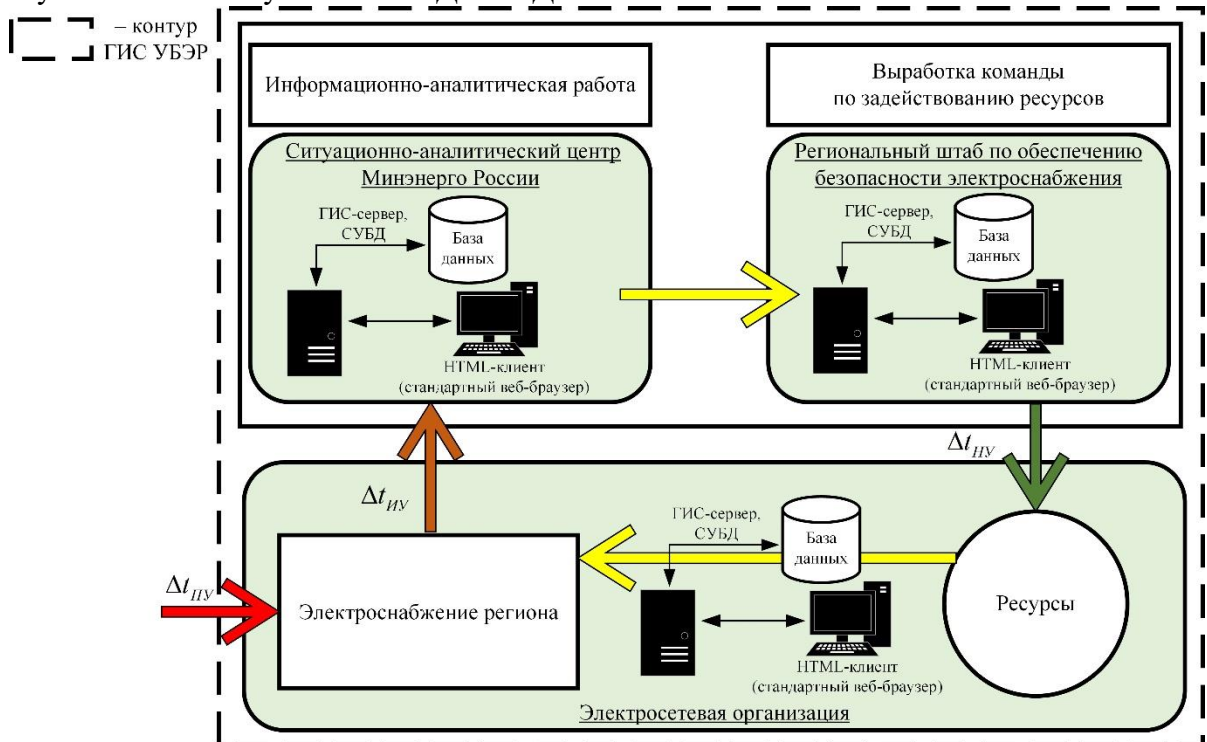 – контур
ГИС УБЭР
Информационно-аналитическая работа
Выработка команды
по задействованию ресурсов
Ситуационно-аналитический центр
Минэнерго России
ГИС-сервер,
СУБД
База
данных
HTML-клиент
(стандартный веб-браузер)
Региональный штаб по обеспечению
безопасности электроснабжения
ГИС-сервер,
СУБД
База
данных
HTML-клиент
(стандартный веб-браузер)
Δt_ИУ
Δt_НУ
Δt_ПУ
Электроснабжение региона
ГИС-сервер,
СУБД
База
данных
HTML-клиент
(стандартный веб-браузер)
Ресурсы
Электросетевая организация